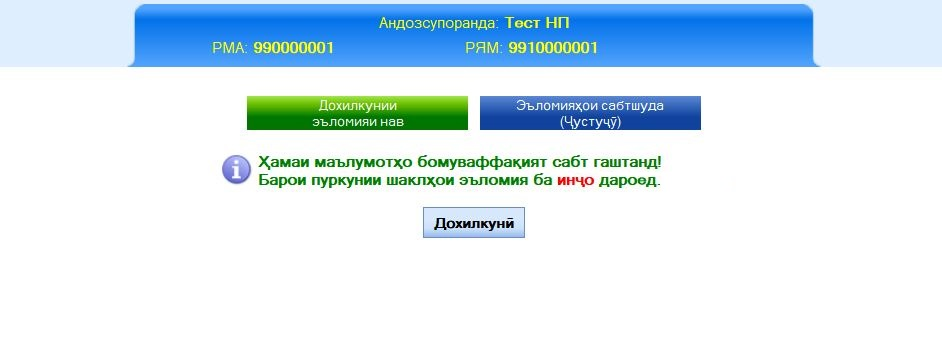 Андозсупоранда: Тест НП
РМА: 990000001 РЯМ: 9910000001
Дохилкунии
эъломияи нав
Эъломияҳои сабтшуда
(Ҷустуҷӯ)
Ҳамаи маълумотҳо бомуваффақият сабт гаштанд!
Барои пуркунии шаклҳои эъломия ба инҷо дароед.
Дохилкунӣ